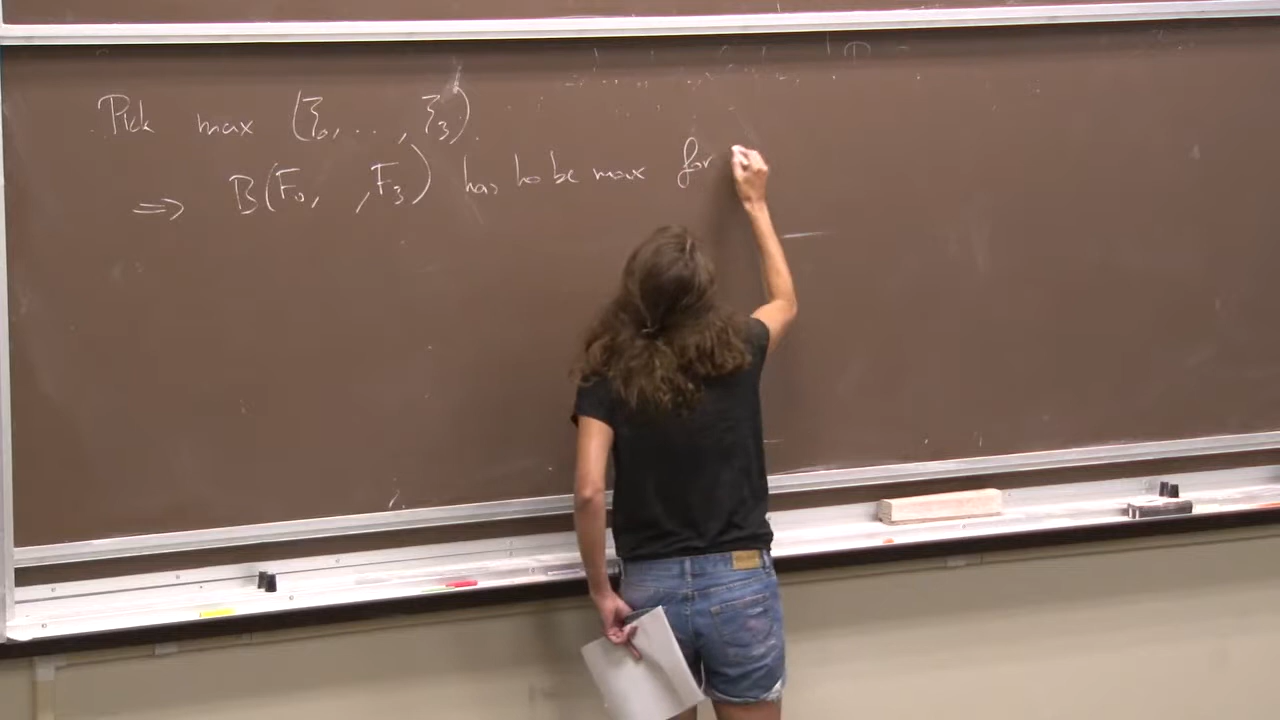 Pick max (ξ₀, ... , ξ₃).
⇒ B(F₀, , F₃) has to be max for